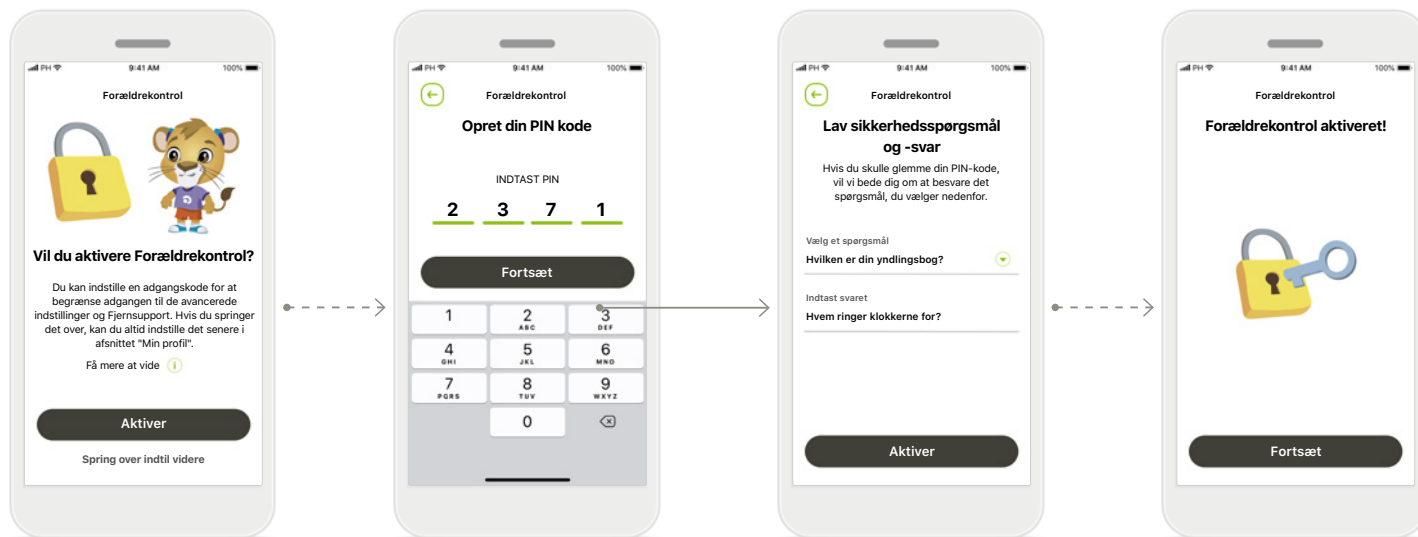 PH 9:41 AM 100%
Forældrekontrol
Vil du aktivere Forældrekontrol?
Du kan indstille en adgangskode for at
begrænse adgangen til de avancerede
indstillinger og Fjernsupport. Hvis du springer
det over, kan du altid indstille det senere i
afsnittet "Min profil".
Få mere at vide i
Aktiver
Spring over indtil videre
PH 9:41 AM 100%
Forældrekontrol
Opret din PIN kode
INDTAST PIN
2 3 7 1
Fortsæt
1 2 3
ABC DEF
4 5 6
GHI JKL MNO
7 8 9
PQRS TUV WXYZ
0
PH 9:41 AM 100%
Forældrekontrol
Lav sikkerhedsspørgsmål
og -svar
Hvis du skulle glemme din PIN-kode,
vil vi bede dig om at besvare det
spørgsmål, du vælger nedenfor.
Vælg et spørgsmål
Hvilken er din yndlingsbog?
Indtast svaret
Hvem ringer klokkerne for?
Aktiver
PH 9:41 AM 100%
Forældrekontrol
Forældrekontrol aktiveret!
Fortsæt